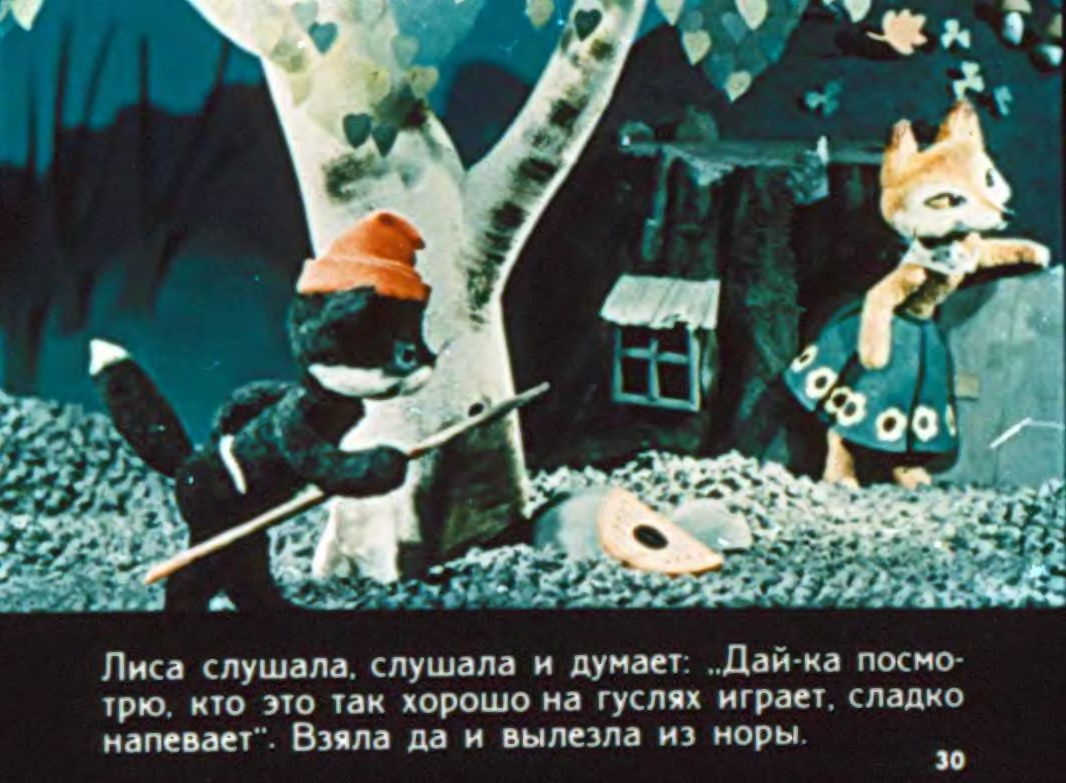 Лиса слушала, слушала и думает: „Дай-ка посмо-
трю, кто это так хорошо на гуслях играет, сладко
напевает". Взяла да и вылезла из норы.
30